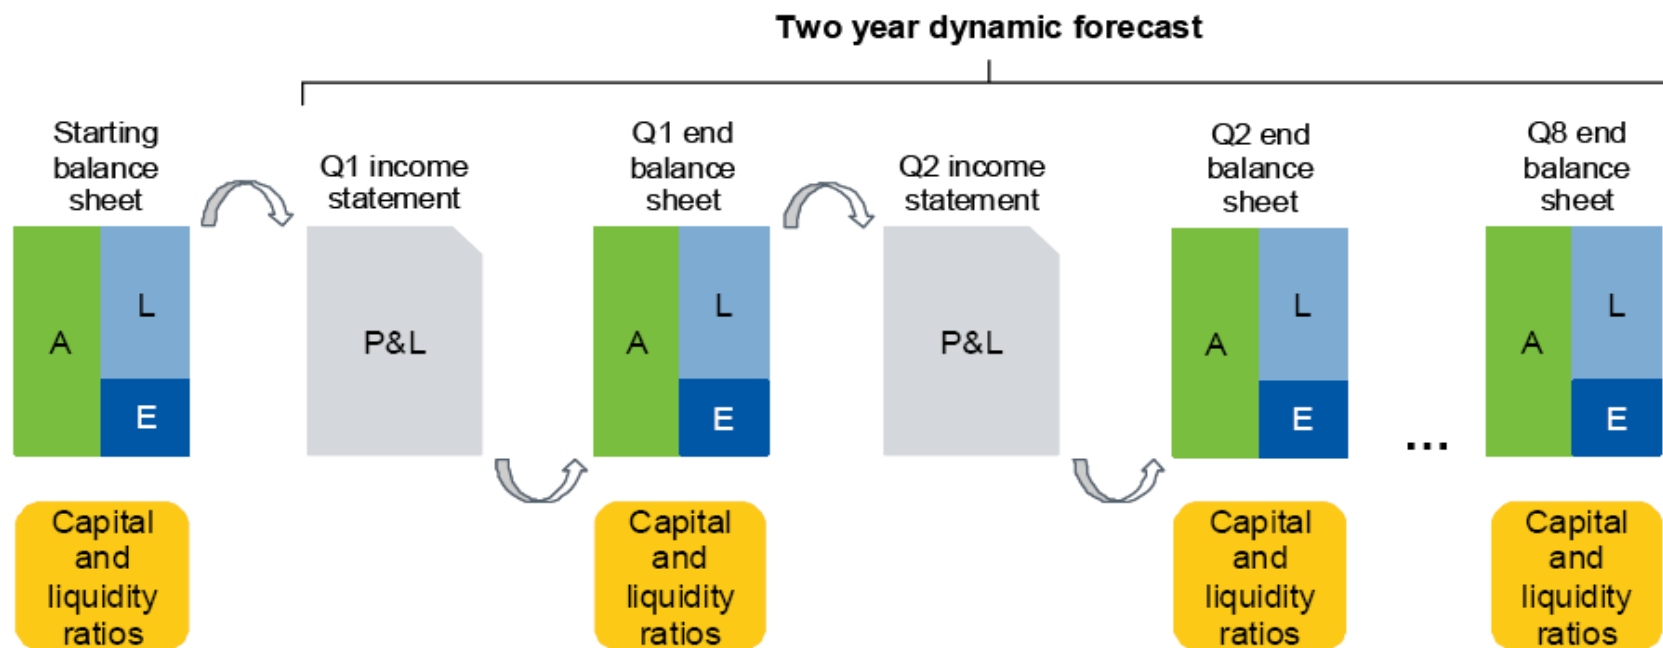 Two year dynamic forecast
Starting
balance
sheet
Q1 income
statement
Q1 end
balance
sheet
Q2 income
statement
Q2 end
balance
sheet
Q8 end
balance
sheet
A
L
E
P&L
A
L
E
P&L
A
L
E
...
A
L
E
Capital
and
liquidity
ratios
Capital
and
liquidity
ratios
Capital
and
liquidity
ratios
Capital
and
liquidity
ratios